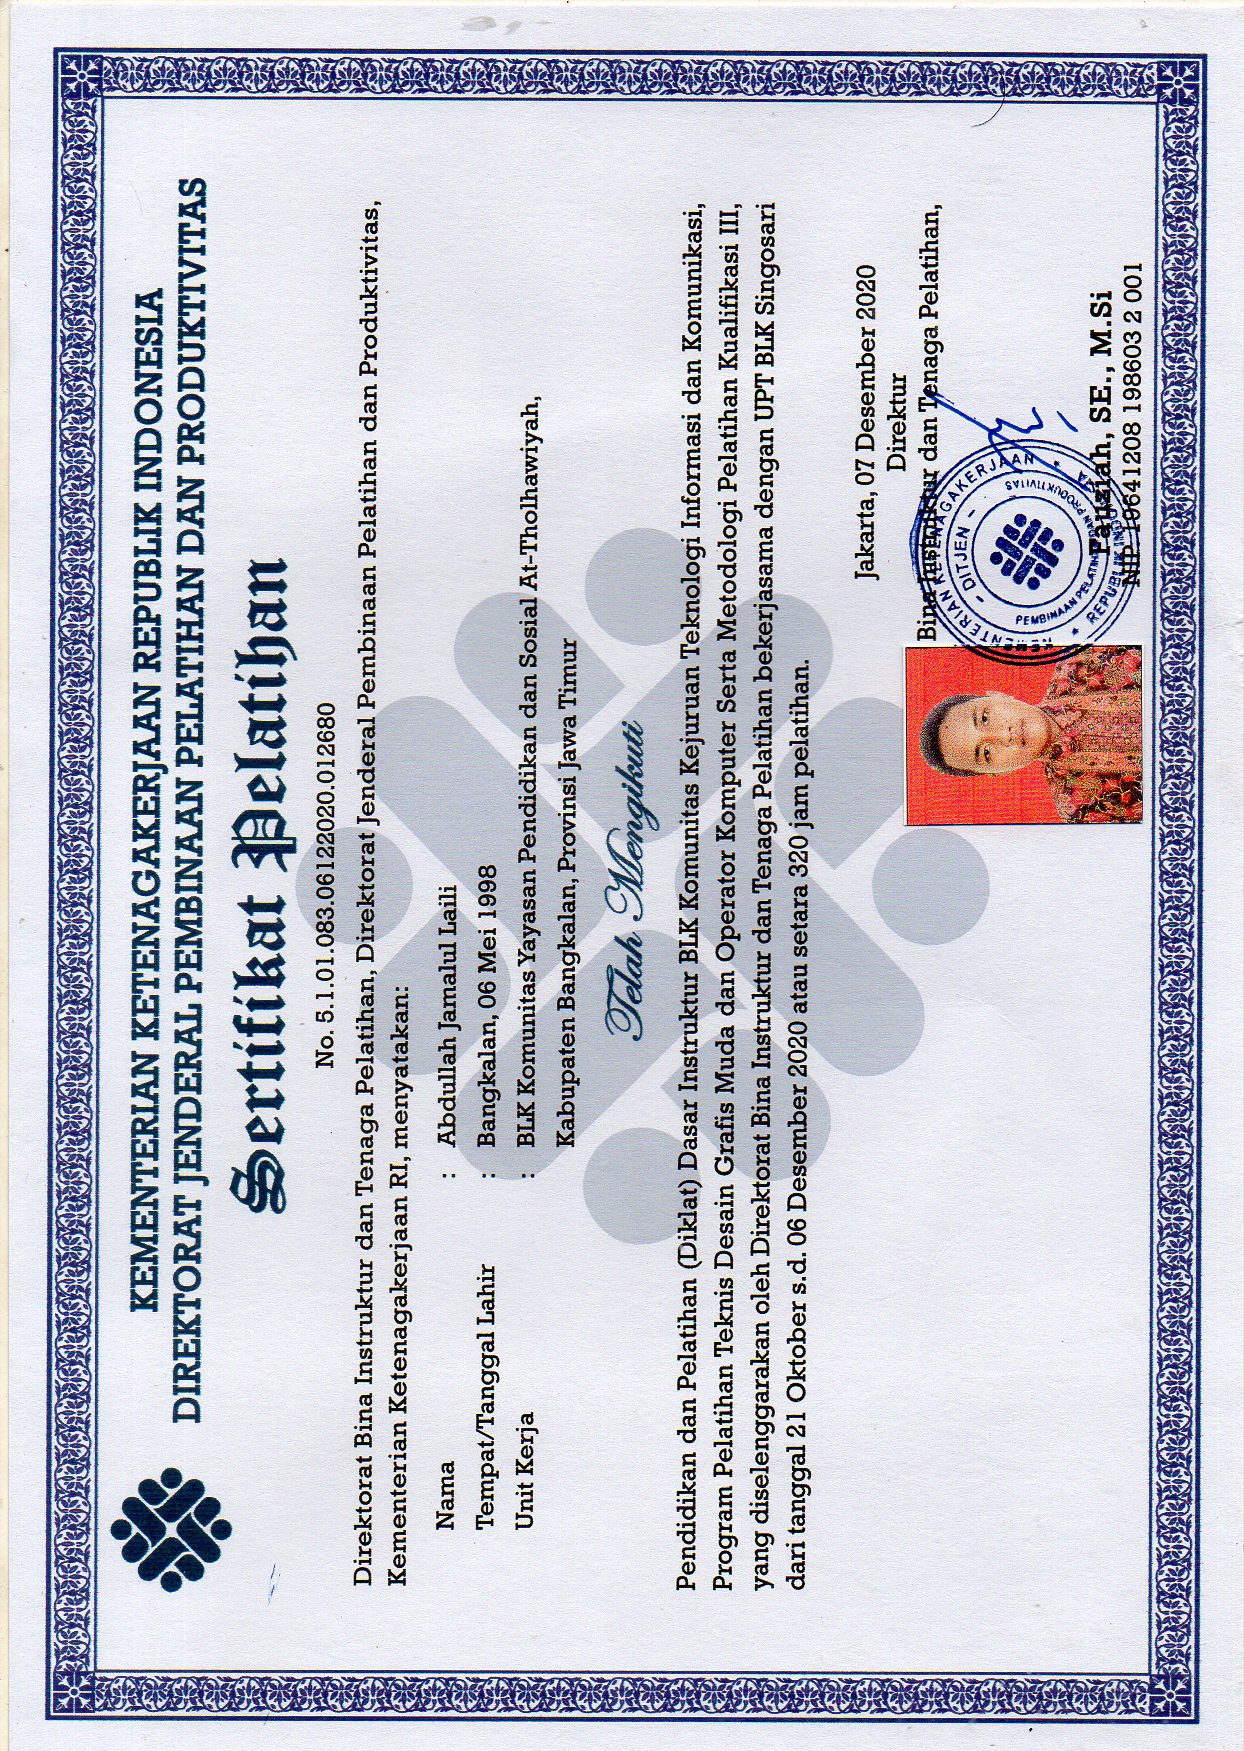 KEMENTERIAN KETENAGAKERJAAN REPUBLIK INDONESIA
DIREKTORAT JENDERAL PEMBINAAN PELATIHAN DAN PRODUKTIVITAS
Sertifikat Pelatihan
No. 5.1.01.083.06122020.012680
Direktorat Bina Instruktur dan Tenaga Pelatihan, Direktorat Jenderal Pembinaan Pelatihan dan Produktivitas,
Kementerian Ketenagakerjaan RI, menyatakan:
Nama : Abdullah Jamalul Laili
Tempat/Tanggal Lahir : Bangkalan, 06 Mei 1998
Unit Kerja : BLK Komunitas Yayasan Pendidikan dan Sosial At-Tholhawiyah,
Kabupaten Bangkalan, Provinsi Jawa Timur
Telah Mengikuti
Pendidikan dan Pelatihan (Diklat) Dasar Instruktur BLK Komunitas Kejuruan Teknologi Informasi dan Komunikasi,
Program Pelatihan Teknis Desain Grafis Muda dan Operator Komputer Serta Metodologi Pelatihan Kualifikasi III,
yang diselenggarakan oleh Direktorat Bina Instruktur dan Tenaga Pelatihan bekerjasama dengan UPT BLK Singosari
dari tanggal 21 Oktober s.d. 06 Desember 2020 atau setara 320 jam pelatihan.
Jakarta, 07 Desember 2020
Direktur
Bina Instruktur dan Tenaga Pelatihan,
KEMENTERIAN KETENAGAKERJAAN
- DITJEN -
PEMBINAAN PELATIHAN DAN PRODUKTIVITAS
* REPUBLIK INDONESIA *
Fauziah, SE., M.Si
NIP. 19641208 198603 2 001